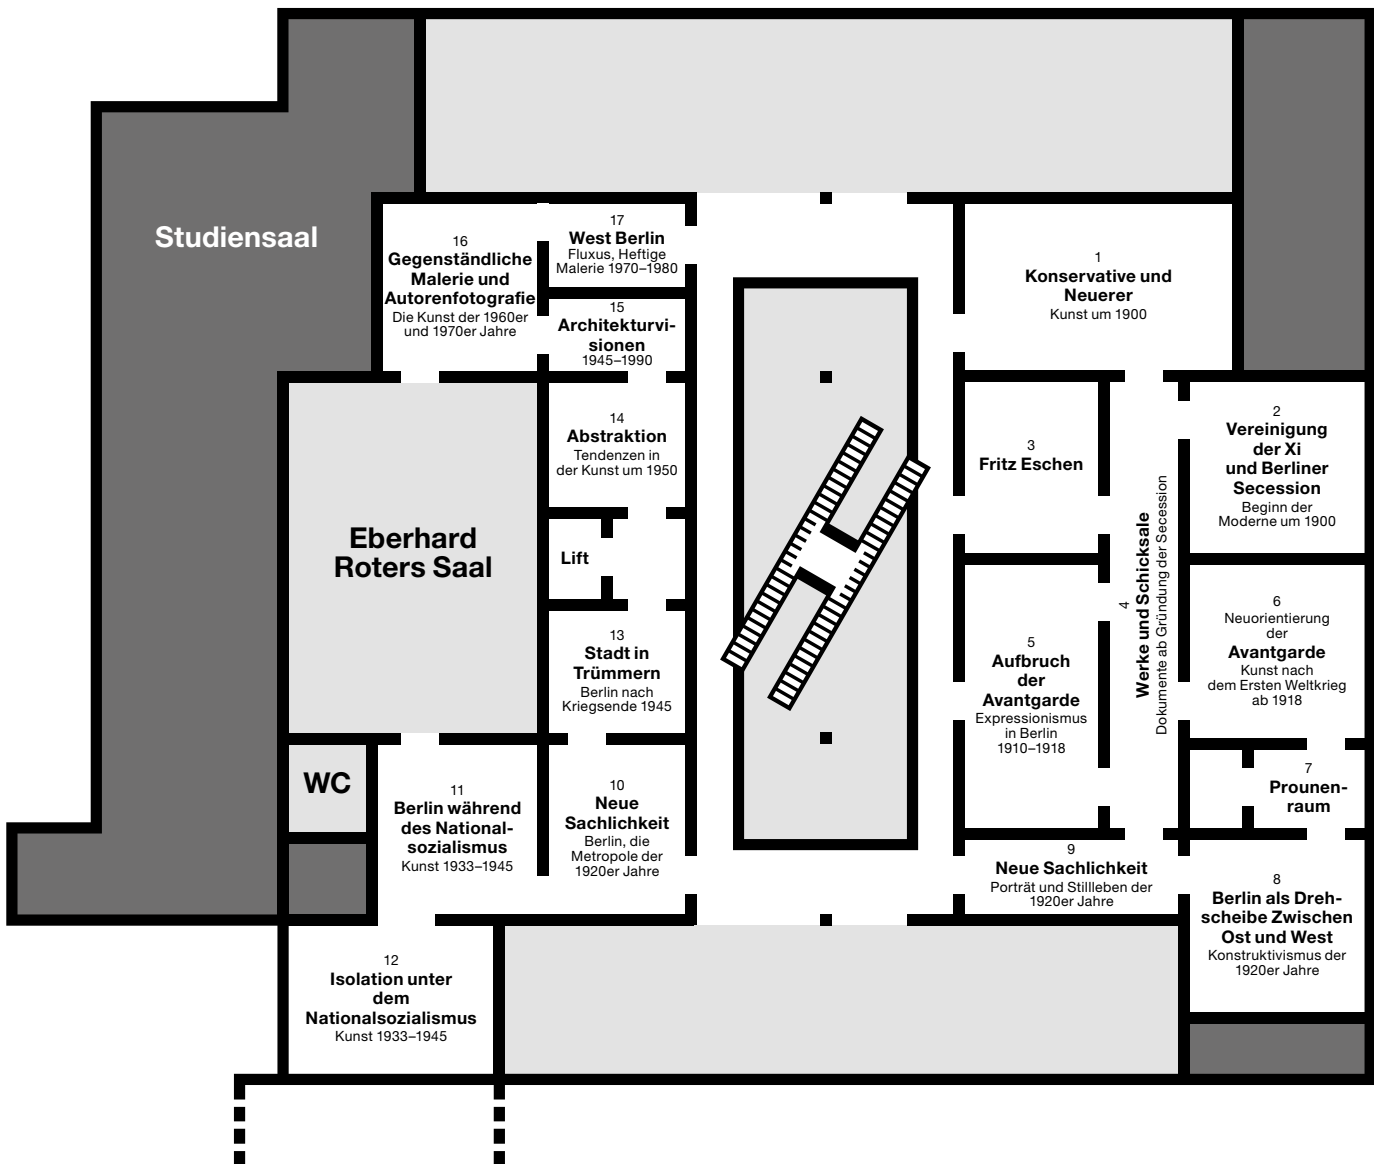 Studiensaal
16
Gegenständliche
Malerie und
Autorenfotografie
Die Kunst der 1960er
und 1970er Jahre
17
West Berlin
Fluxus, Heftige
Malerie 1970–1980
15
Architekturvi-
sionen
1945–1990
1
Konservative und
Neuerer
Kunst um 1900
14
Abstraktion
Tendenzen in
der Kunst um 1950
3
Fritz Eschen
2
Vereinigung
der Xi
und Berliner
Secession
Beginn der
Moderne um 1900
Eberhard
Roters Saal
Lift
4
Werke und Schicksale
Dokumente ab Gründung der Secession
13
Stadt in
Trümmern
Berlin nach
Kriegsende 1945
5
Aufbruch
der
Avantgarde
Expressionismus
in Berlin
1910–1918
6
Neuorientierung
der
Avantgarde
Kunst nach
dem Ersten Weltkrieg
ab 1918
WC
11
Berlin während
des National-
sozialismus
Kunst 1933–1945
10
Neue
Sachlichkeit
Berlin, die
Metropole der
1920er Jahre
7
Prounen-
raum
9
Neue Sachlichkeit
Porträt und Stillleben der
1920er Jahre
8
Berlin als Dreh-
scheibe Zwischen
Ost und West
Konstruktivismus der
1920er Jahre
12
Isolation unter
dem
Nationalsozialismus
Kunst 1933–1945